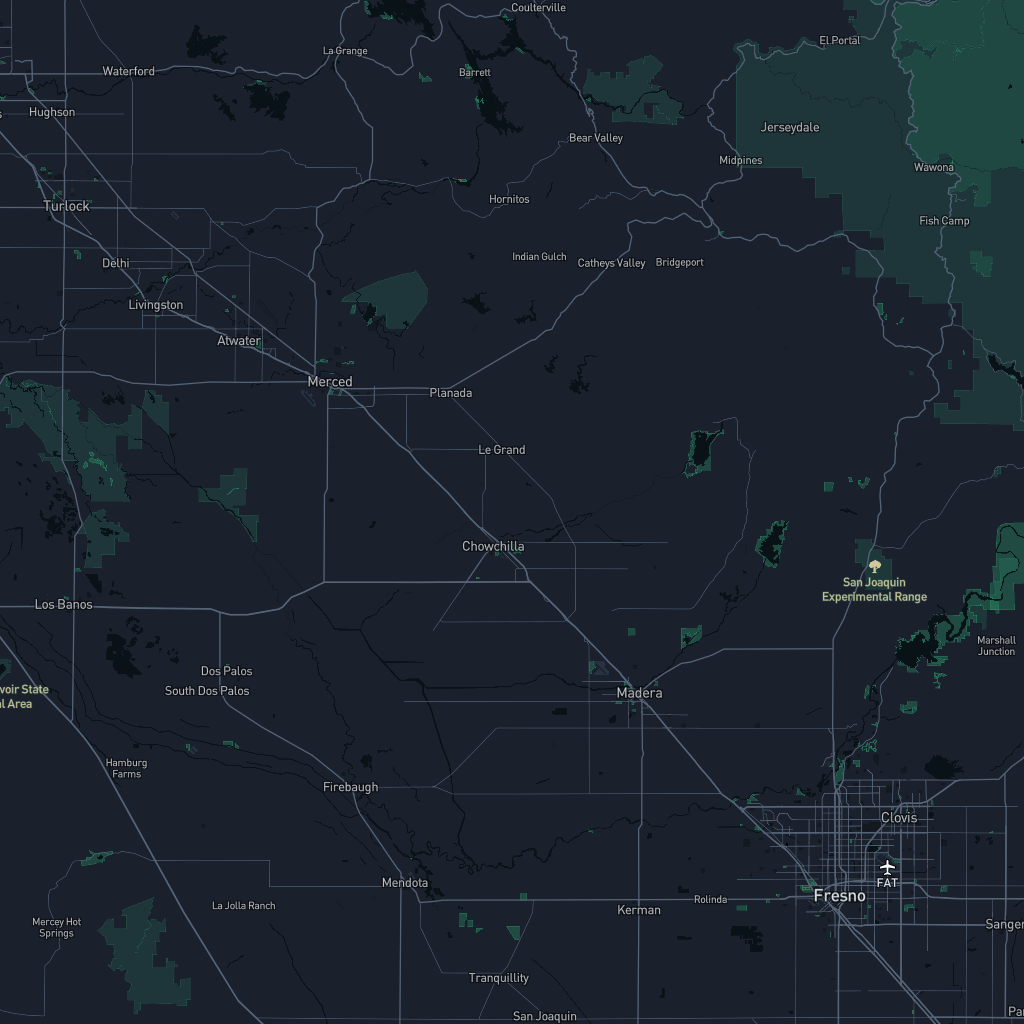 Coulterville
El Portal
La Grange
Waterford
Barrett
Hughson
Jerseydale
Bear Valley
Midpines
Wawona
Hornitos
Turlock
Fish Camp
Indian Gulch
Catheys Valley
Bridgeport
Delhi
Livingston
Atwater
Merced
Planada
Le Grand
Chowchilla
San Joaquin
Experimental Range
Los Banos
Marshall
Junction
Dos Palos
South Dos Palos
voir State
al Area
Madera
Hamburg
Farms
Firebaugh
Clovis
FAT
Mendota
Fresno
Rolinda
La Jolla Ranch
Kerman
Mercey Hot
Springs
Sanger
Tranquillity
San Joaquin
Par